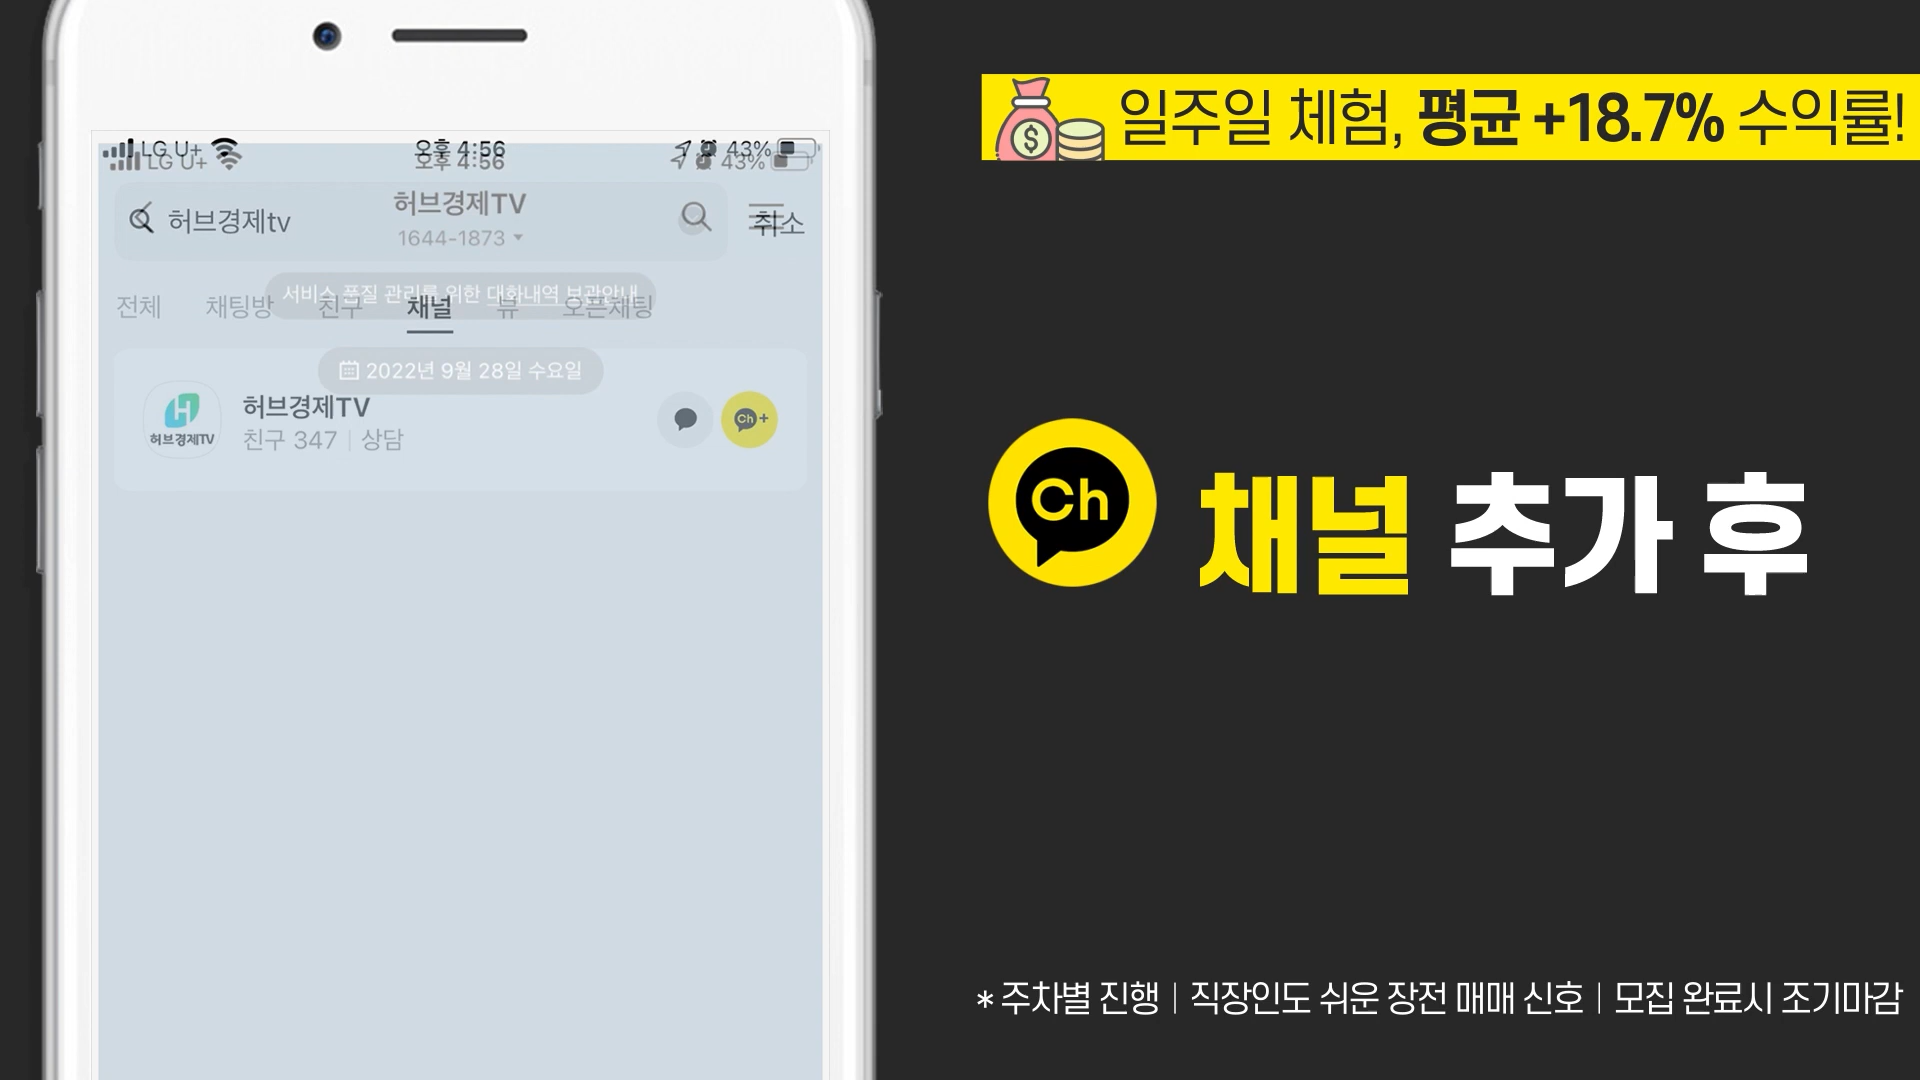 LG U+
오후 4:56
43%
LG U+
오후 4:56
43%
허브경제tv
허브경제TV
1644-1873
취소
서비스 품질 관리를 위한 대화내역 보관안내
전체
채팅방
친구
채널
뷰
오픈채팅
2022년 9월 28일 수요일
허브경제TV
허브경제TV
친구 347 | 상담
Ch+
일주일 체험, 평균 +18.7% 수익률!
Ch
채널 추가 후
* 주차별 진행 | 직장인도 쉬운 장전 매매 신호 | 모집 완료시 조기마감